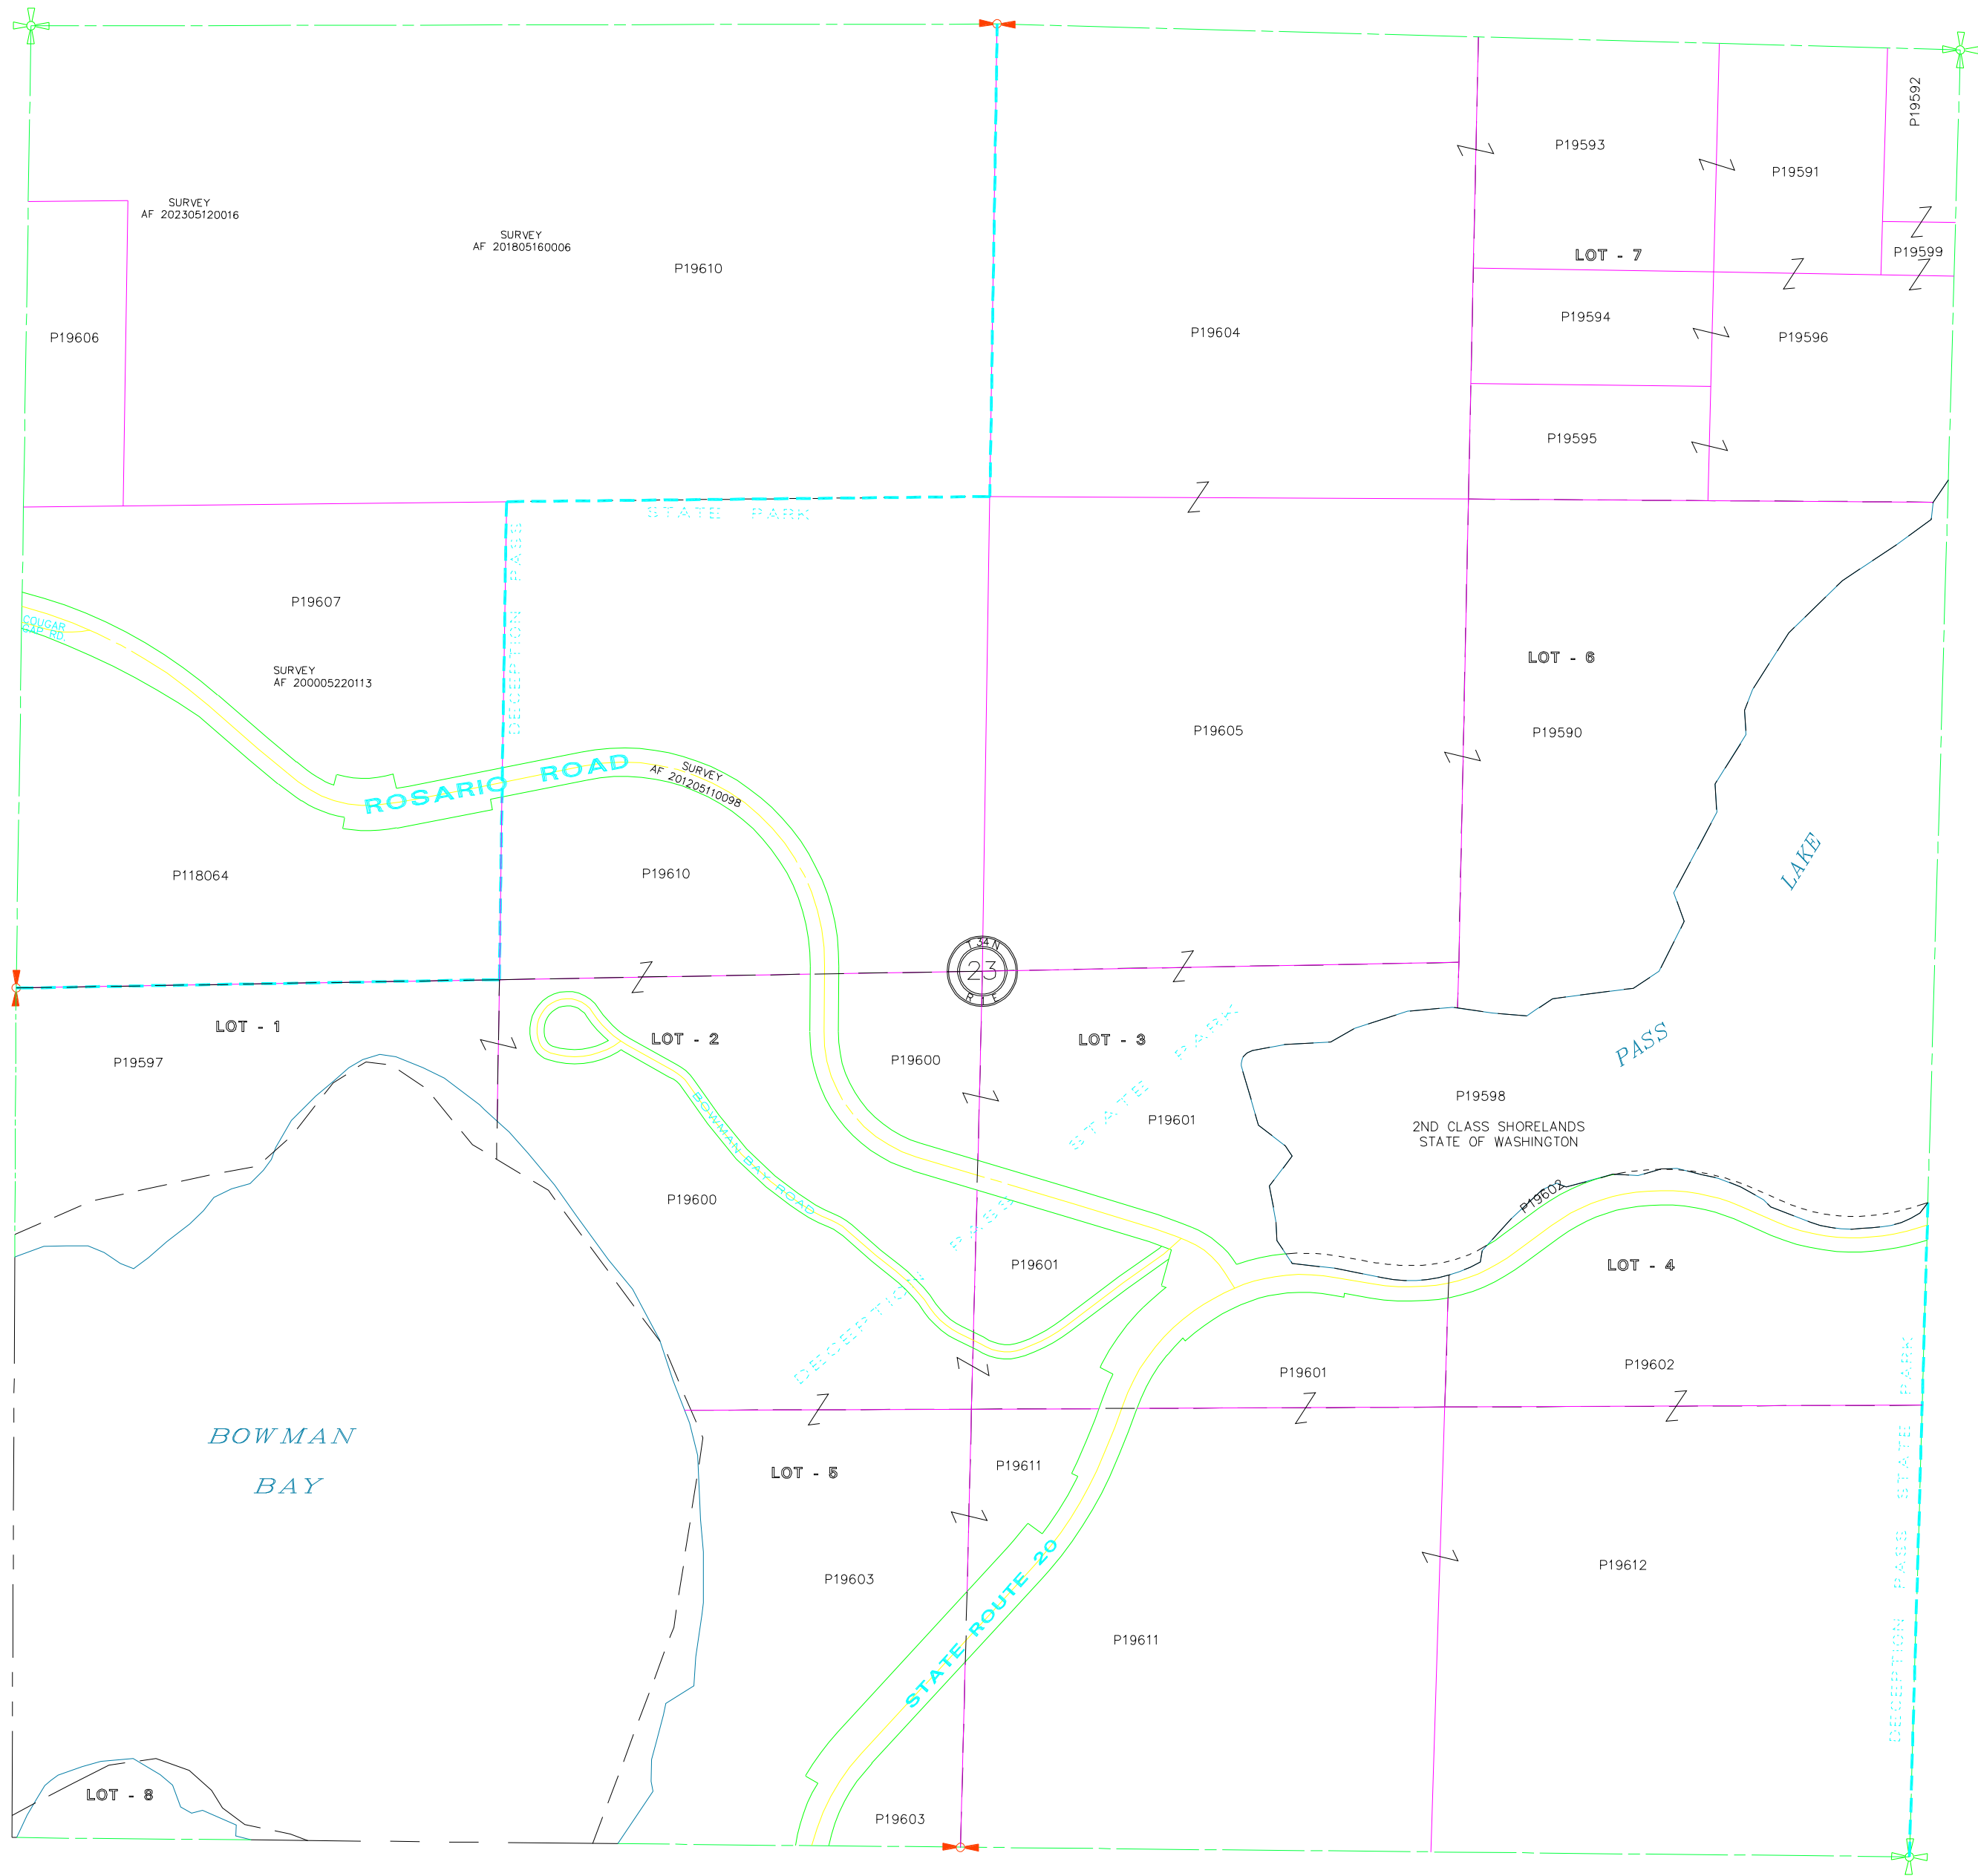 P19592
P19593
P19591
SURVEY
AF 202305120016
SURVEY
AF 201805160006
P19610
LOT - 7
P19599
P19606
P19604
P19594
P19596
P19595
STATE PARK
DECEPTION PASS
P19607
COUGAR
GAP RD.
SURVEY
AF 200005220113
LOT - 6
P19605
P19590
ROSARIO ROAD
SURVEY
AF 201205110098
P118064
P19610
LAKE
T 34 N
23
R 1 E
LOT - 1
LOT - 2
LOT - 3
PASS
P19597
P19600
P19601
P19598
2ND CLASS SHORELANDS
STATE OF WASHINGTON
BOWMAN BAY ROAD
P19600
P19602
DECEPTION PARK STATE PARK
P19601
LOT - 4
P19601
P19602
BOWMAN
BAY
LOT - 5
P19611
P19603
P19612
STATE ROUTE 20
P19611
DECEPTION PARK STATE PARK
LOT - 8
P19603